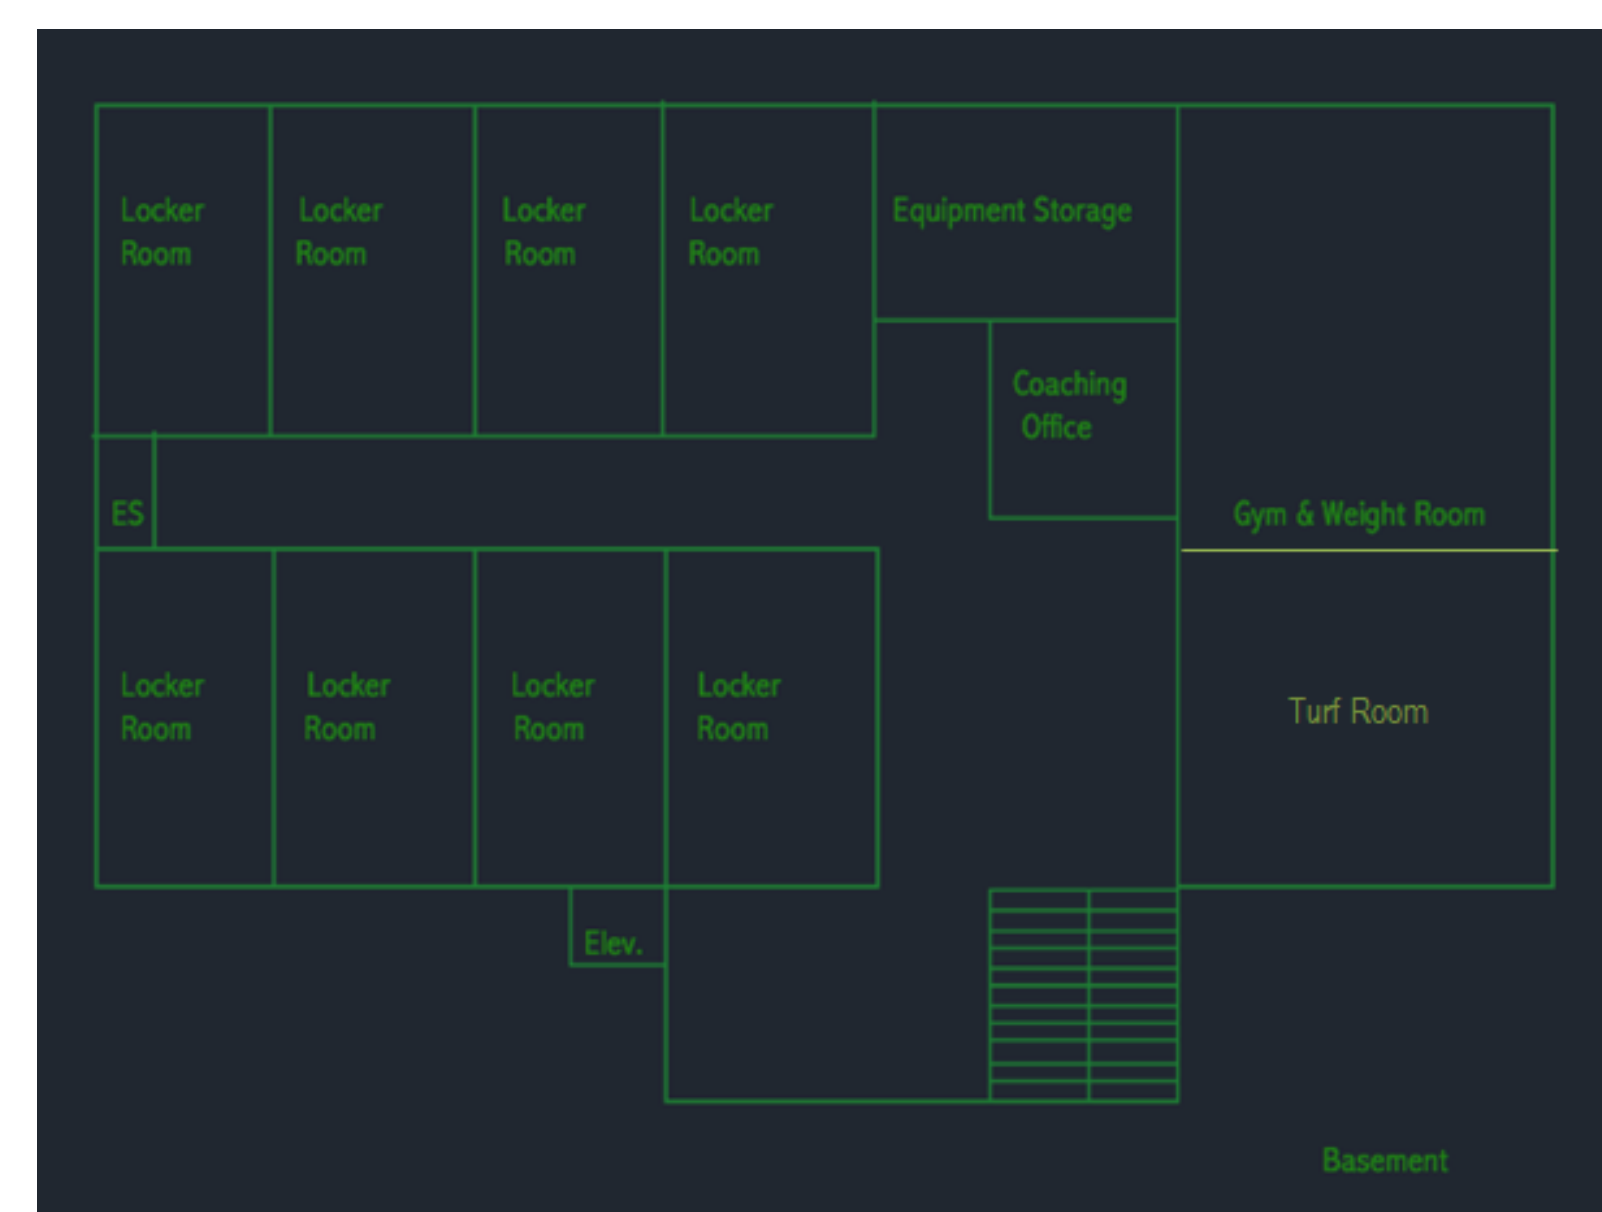 Locker
Room
Locker
Room
Locker
Room
Locker
Room
Equipment Storage
Coaching
Office
ES
Gym & Weight Room
Locker
Room
Locker
Room
Locker
Room
Locker
Room
Turf Room
Elev.
Basement